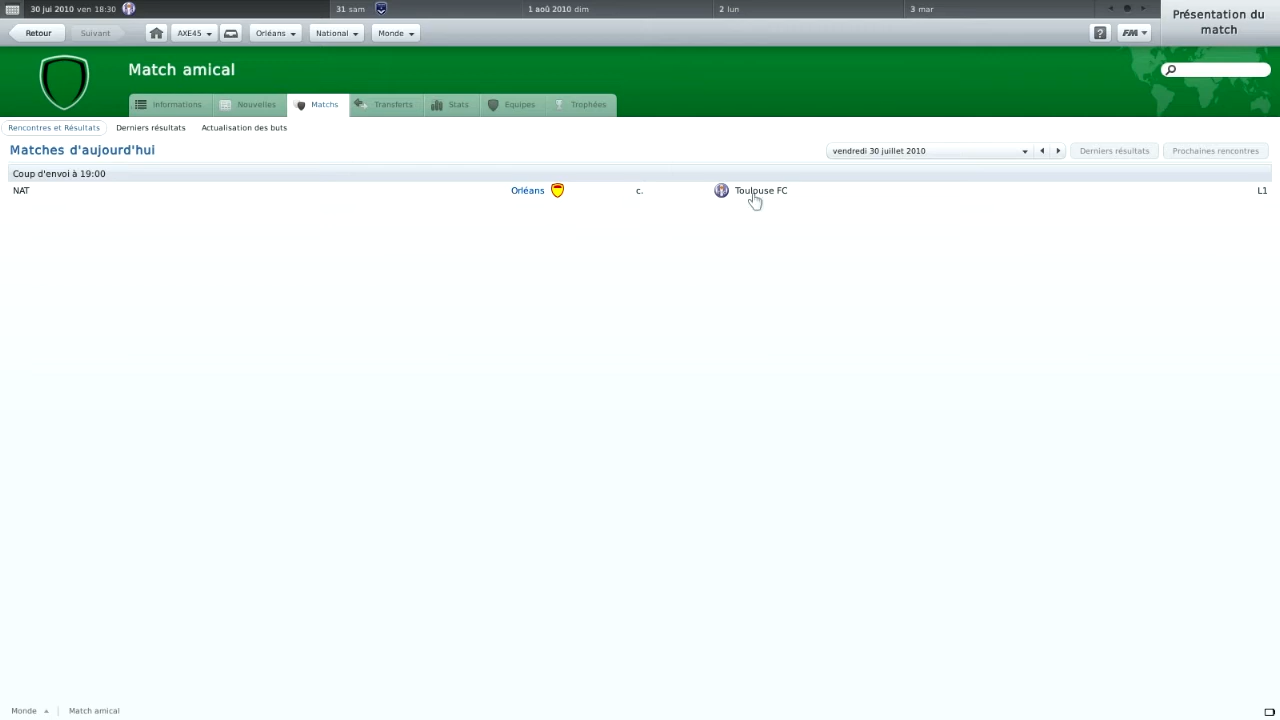 30 jul 2010 ven 18:30 31 sam 1 aoû 2010 dim 2 lun 3 mar
Présentation du match
Retour Suivant AXE45 Orléans National Monde ? FM
Match amical
Informations Nouvelles Matchs Transferts Stats Equipes Trophées
Rencontres et Résultats Derniers résultats Actualisation des buts
Matches d'aujourd'hui vendredi 30 juillet 2010 Derniers résultats Prochaines rencontres
Coup d'envoi à 19:00
NAT Orléans c. Toulouse FC L1
Monde Match amical